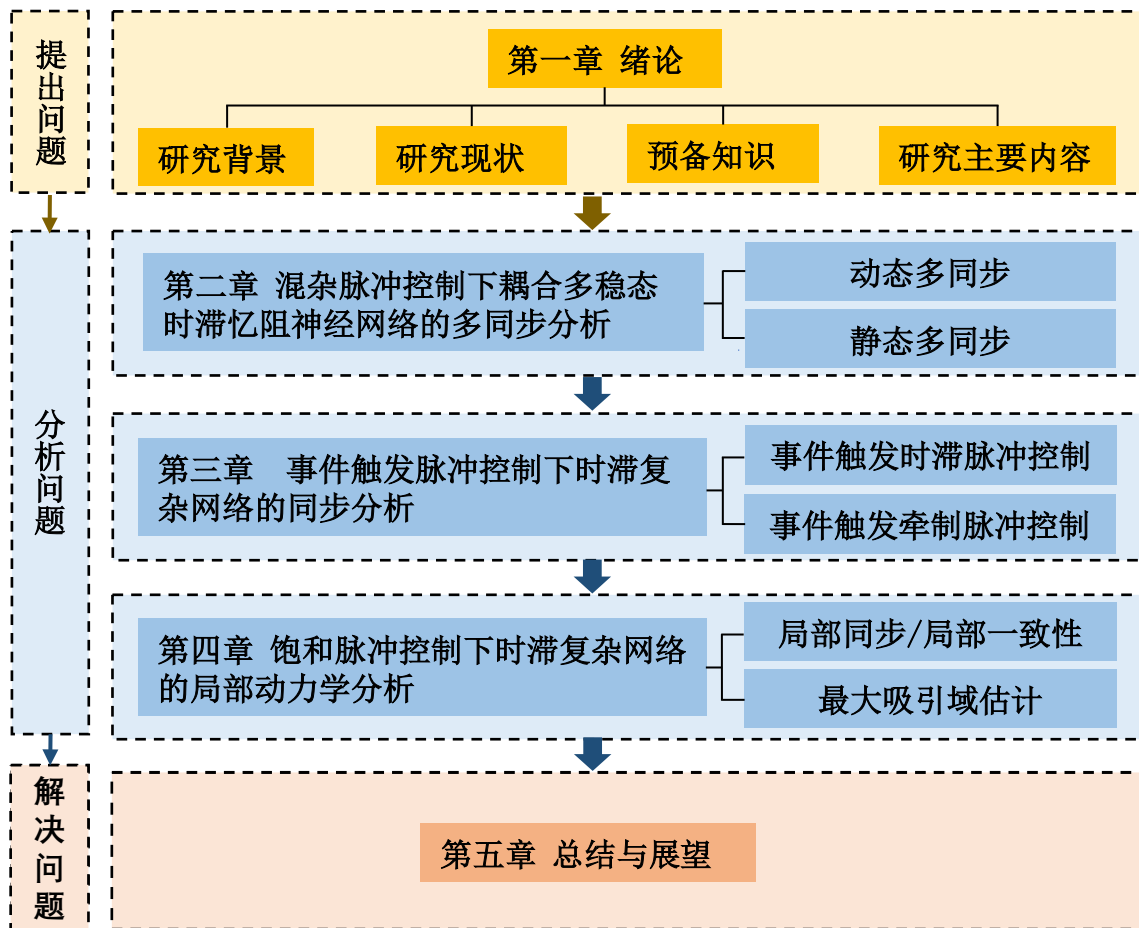 提出问题
第一章 绪论
研究背景
研究现状
预备知识
研究主要内容
分析问题
第二章 混杂脉冲控制下耦合多稳态
时滞忆阻神经网络的多同步分析
动态多同步
静态多同步
第三章 事件触发脉冲控制下时滞复
杂网络的同步分析
事件触发时滞脉冲控制
事件触发牵制脉冲控制
第四章 饱和脉冲控制下时滞复杂网络
的局部动力学分析
局部同步/局部一致性
最大吸引域估计
解决问题
第五章 总结与展望